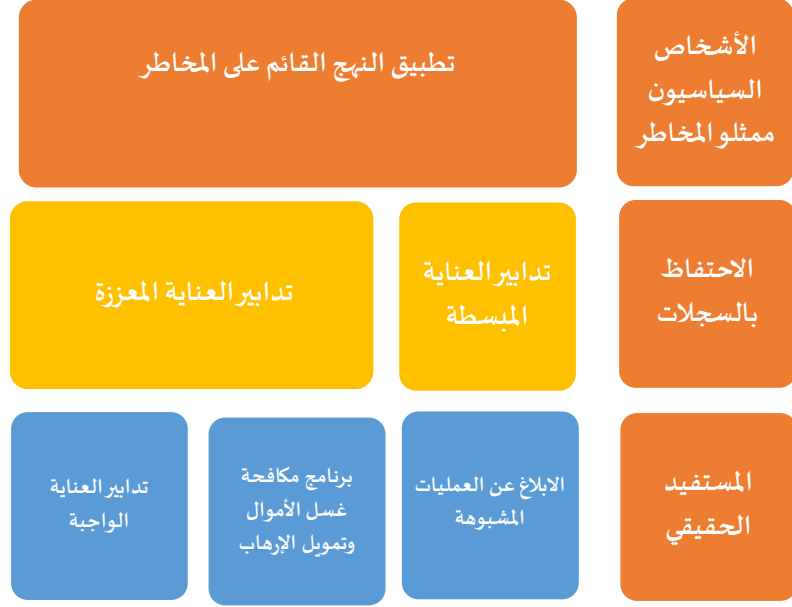 الأشخاص
السياسيون
ممثلو المخاطر
تطبيق النهج القائم على المخاطر
الاحتفاظ
بالسجلات
تدابير العناية
المبسطة
تدابير العناية المعززة
المستفيد
الحقيقي
الابلاغ عن العمليات
المشبوهة
برنامج مكافحة
غسل الأموال
وتمويل الإرهاب
تدابير العناية
الواجبة